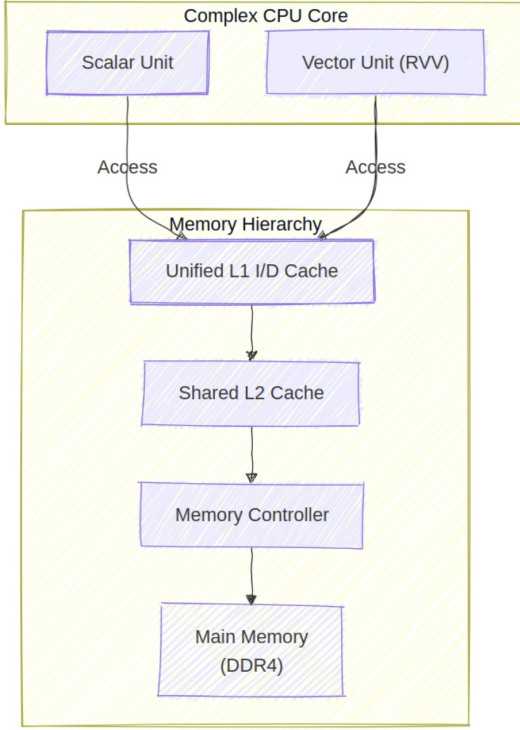 Complex CPU Core
Scalar Unit
Vector Unit (RVV)
Access
Access
Memory Hierarchy
Unified L1 I/D Cache
Shared L2 Cache
Memory Controller
Main Memory
(DDR4)